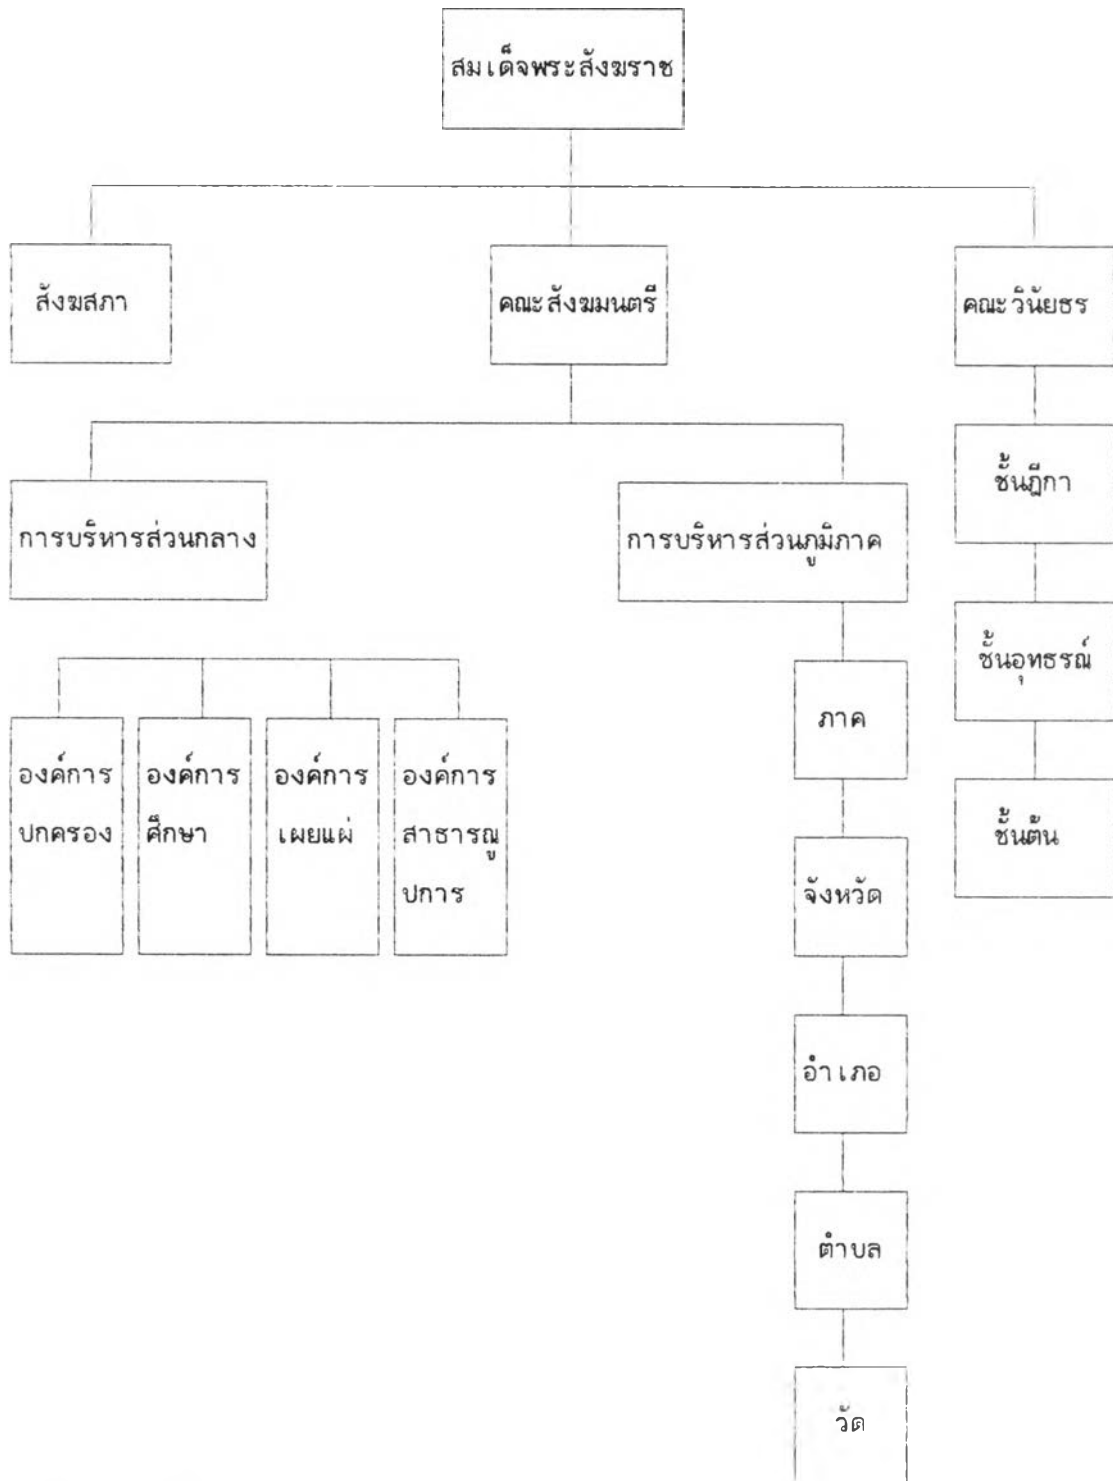 สมเด็จพระสังฆราช
สังฆสภา
คณะสังฆมนตรี
คณะวินัยธร
ชั้นฎีกา
การบริหารส่วนกลาง
การบริหารส่วนภูมิภาค
ชั้นอุทธรณ์
ภาค
องค์การ
ปกครอง
องค์การ
ศึกษา
องค์การ
เผยแผ่
องค์การ
สาธารณู
ปการ
ชั้นต้น
จังหวัด
อำเภอ
ตำบล
วัด